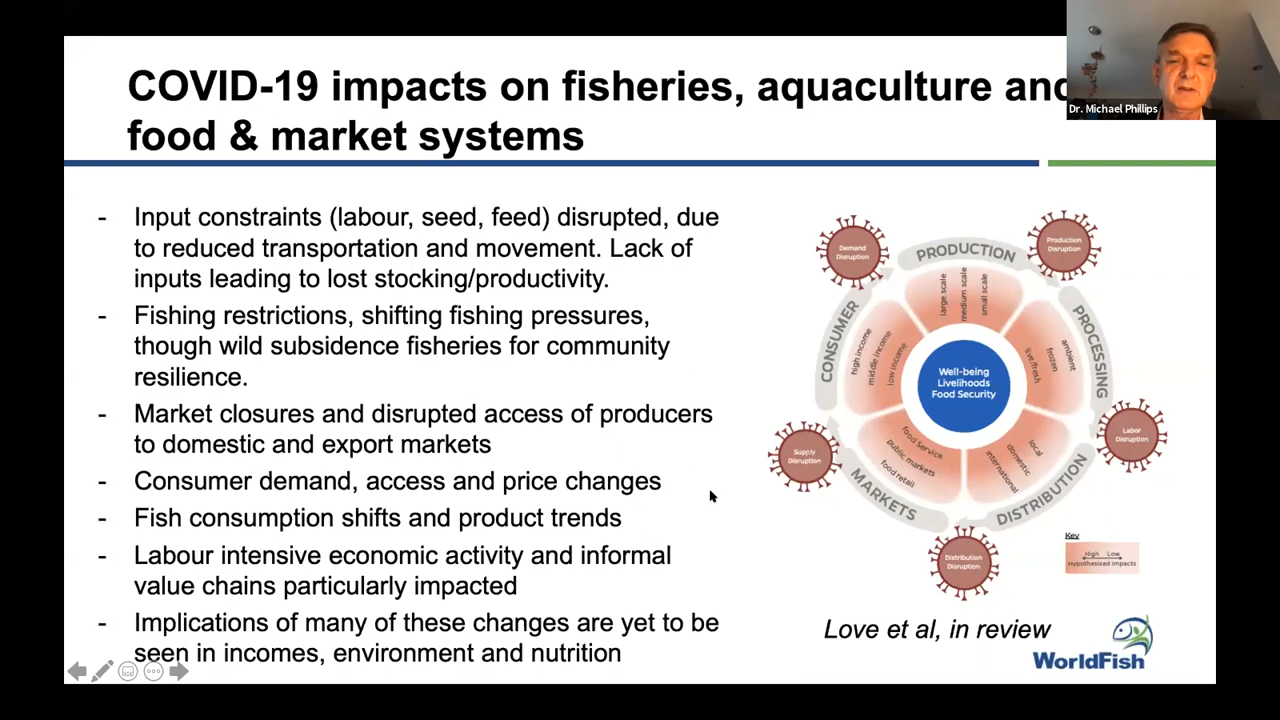 COVID-19 impacts on fisheries, aquaculture and
food & market systems
Dr. Michael Phillips
- Input constraints (labour, seed, feed) disrupted, due
to reduced transportation and movement. Lack of
inputs leading to lost stocking/productivity.
- Fishing restrictions, shifting fishing pressures,
though wild subsidence fisheries for community
resilience.
- Market closures and disrupted access of producers
to domestic and export markets
- Consumer demand, access and price changes
- Fish consumption shifts and product trends
- Labour intensive economic activity and informal
value chains particularly impacted
- Implications of many of these changes are yet to be
seen in incomes, environment and nutrition
Demand
Disruption
PRODUCTION
Production
Disruption
large scale
medium scale
small scale
CONSUMER
high income
middle income
low income
PROCESSING
ambient
frozen
live/fresh
Well-being
Livelihoods
Food Security
Supply
Disruption
Labor
Disruption
food Service
public markets
food retail
MARKETS
local
domestic
international
DISTRIBUTION
Distribution
Disruption
Key
High Low
Hypothesized Impacts
Love et al, in review
WorldFish